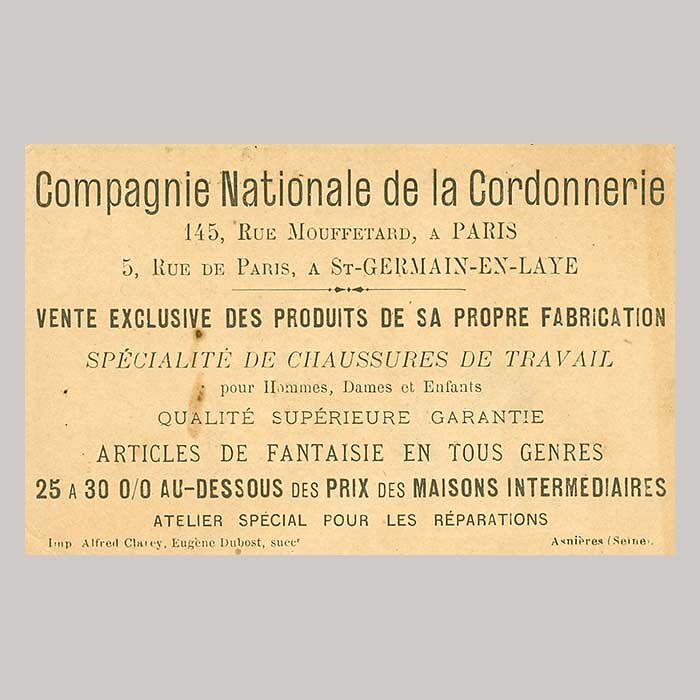 Compagnie Nationale de la Cordonnerie
145, Rue Mouffetard, a PARIS
5, Rue de Paris, a St-GERMAIN-EN-LAYE
VENTE EXCLUSIVE DES PRODUITS DE SA PROPRE FABRICATION
SPÉCIALITÉ DE CHAUSSURES DE TRAVAIL
pour Hommes, Dames et Enfants
QUALITÉ SUPÉRIEURE GARANTIE
ARTICLES DE FANTAISIE EN TOUS GENRES
25 A 30 0/0 AU-DESSOUS DES PRIX DES MAISONS INTERMÉDIAIRES
ATELIER SPÉCIAL POUR LES RÉPARATIONS
Imp Alfred Clarey, Eugène Dubost, succr Asnières (Seine).